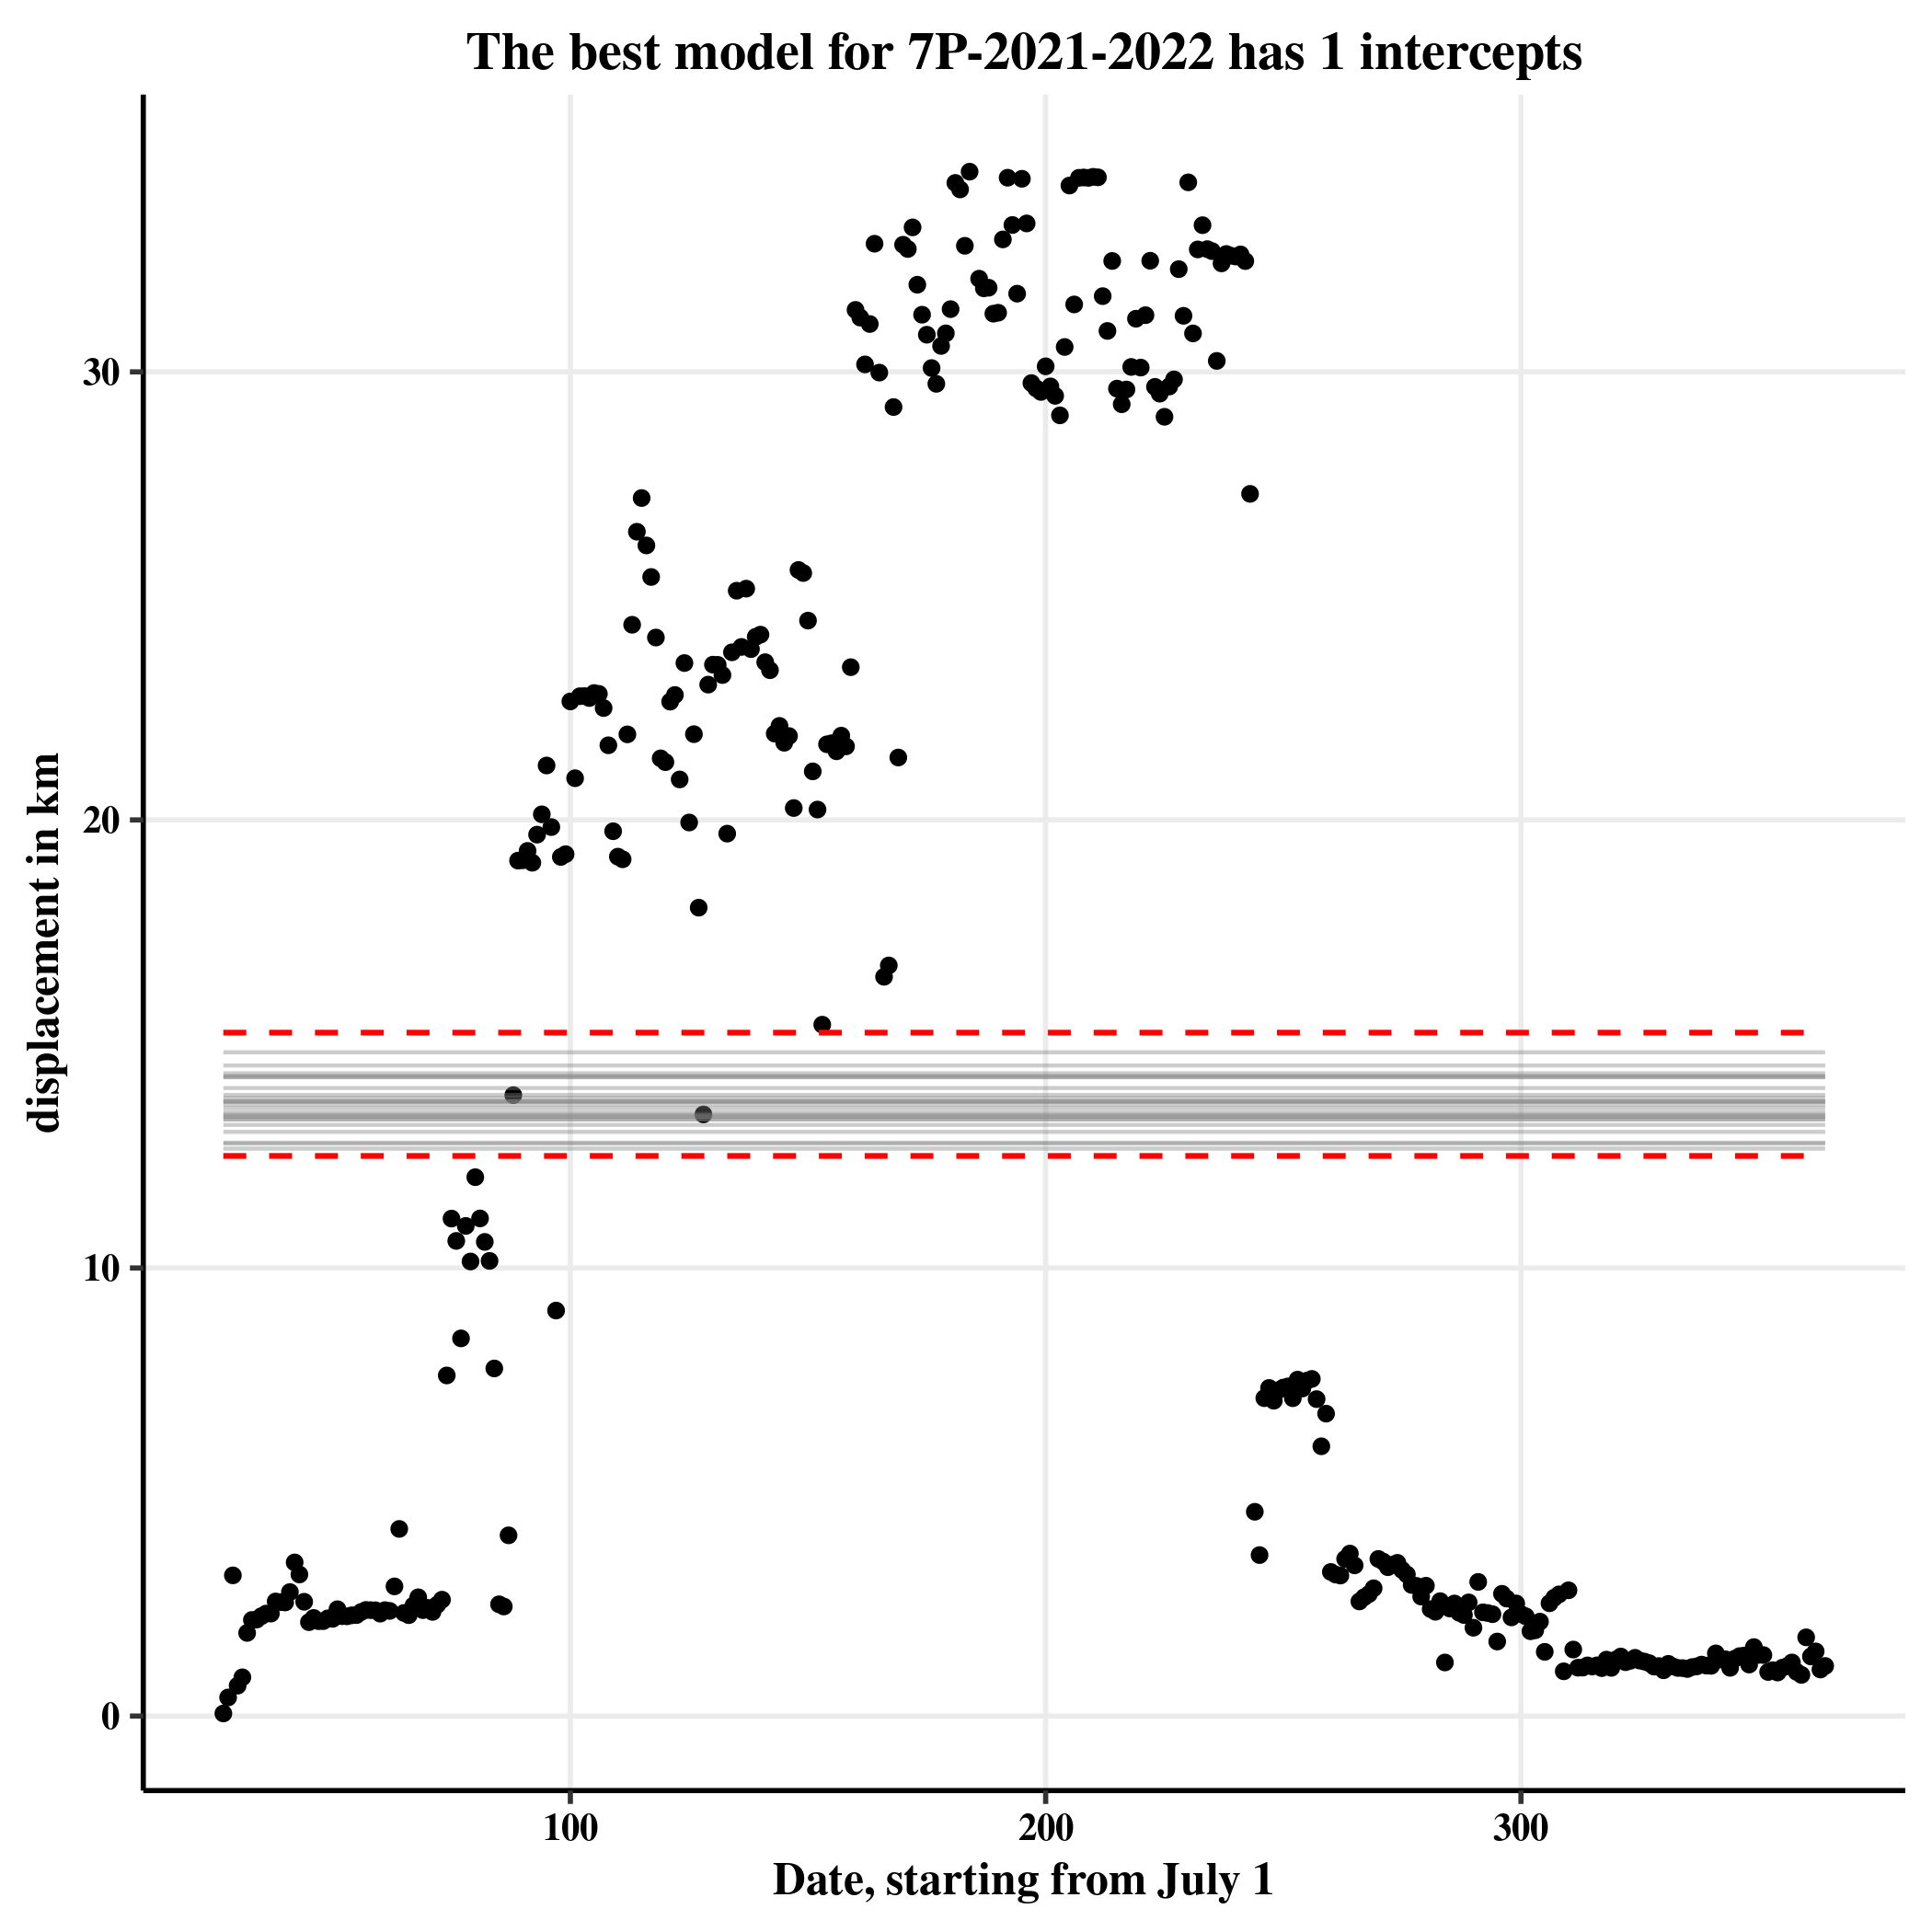 The best model for 7P-2021-2022 has 1 intercepts
displacement in km
30
20
10
0
100 200 300
Date, starting from July 1